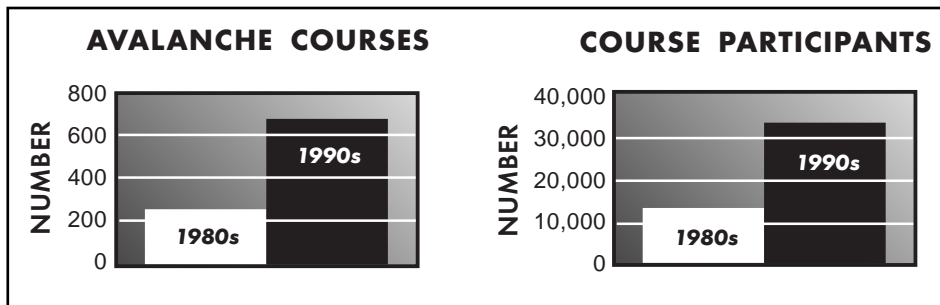 AVALANCHE COURSES
NUMBER
800
600
400
200
0
1980s
1990s
COURSE PARTICIPANTS
NUMBER
40,000
30,000
20,000
10,000
0
1980s
1990s